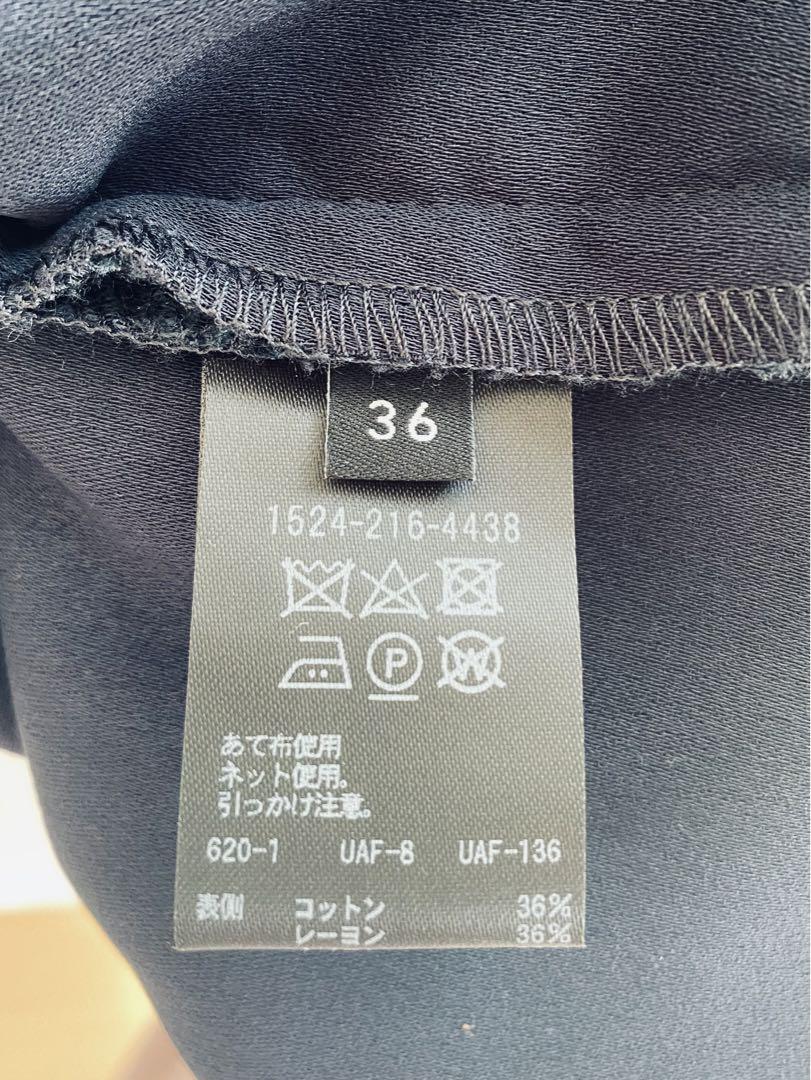 36
1524-216-4438
P W
あて布使用
ネット使用。
引っかけ注意。
620-1 UAF-8 UAF-136
表側 コットン 36%
レーヨン 36%